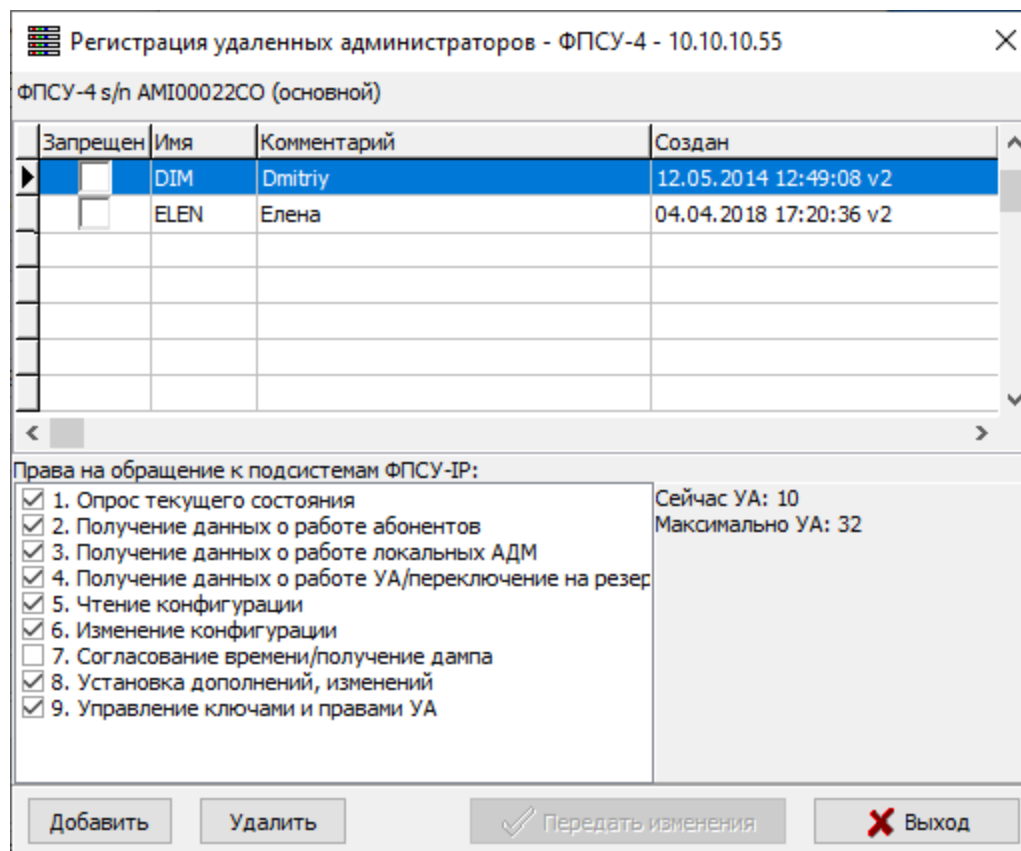 Регистрация удаленных администраторов - ФПСУ-4 - 10.10.10.55
ФПСУ-4 s/n AMI00022CO (основной)
Запрещен Имя Комментарий Создан
DIM Dmitriy 12.05.2014 12:49:08 v2
ELEN Елена 04.04.2018 17:20:36 v2
Права на обращение к подсистемам ФПСУ-IP:
1. Опрос текущего состояния
2. Получение данных о работе абонентов
3. Получение данных о работе локальных АДМ
4. Получение данных о работе УА/переключение на резер
5. Чтение конфигурации
6. Изменение конфигурации
7. Согласование времени/получение дампа
8. Установка дополнений, изменений
9. Управление ключами и правами УА
Сейчас УА: 10
Максимально УА: 32
Добавить Удалить Передать изменения Выход